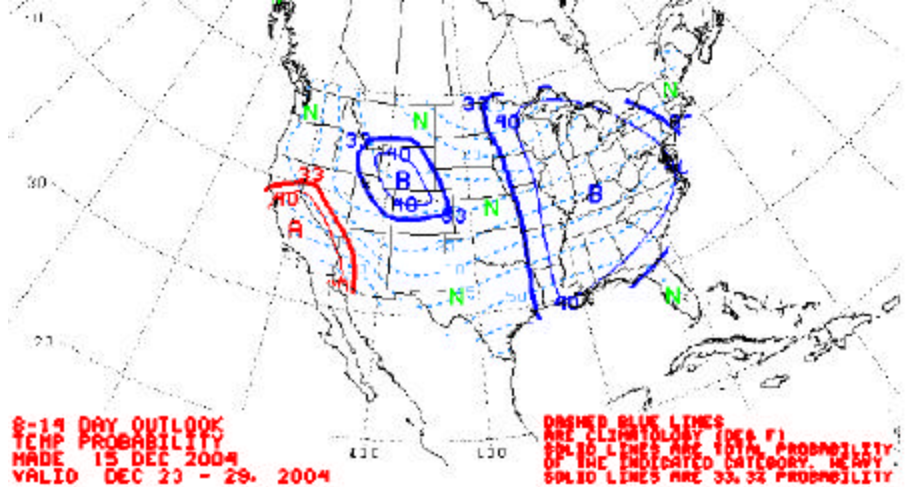 N
33
N
N
40
33
40
B
B
30
33
40
40
33
N
A
N
50
40
N
8-14 DAY OUTLOOK
TEMP PROBABILITY
MADE 15 DEC 2004
VALID DEC 23 - 29, 2004
DASHED BLUE LINES
ARE CLIMATOLOGY (DEG F)
SOLID LINES ARE TOTAL PROBABILITY
OF THE INDICATED CATEGORY. HEAVY
SOLID LINES ARE 33.3% PROBABILITY